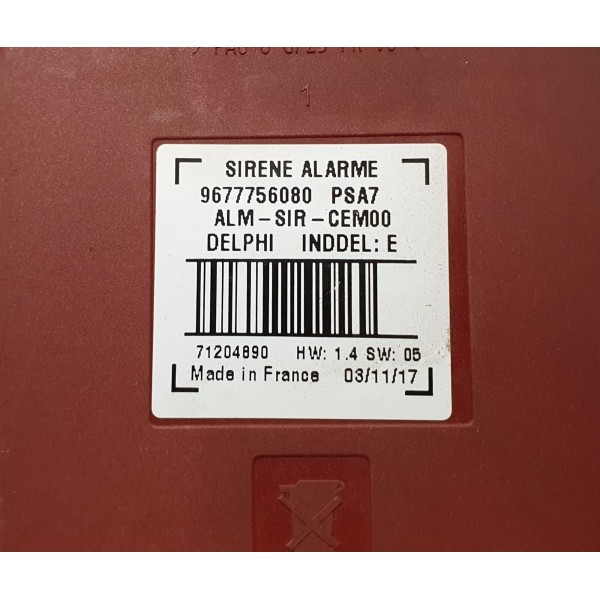 1
SIRENE ALARME
9677756080 PSA7
ALM-SIR-CEM00
DELPHI INDDEL: E
71204890 HW: 1.4 SW: 05
Made in France 03/11/17